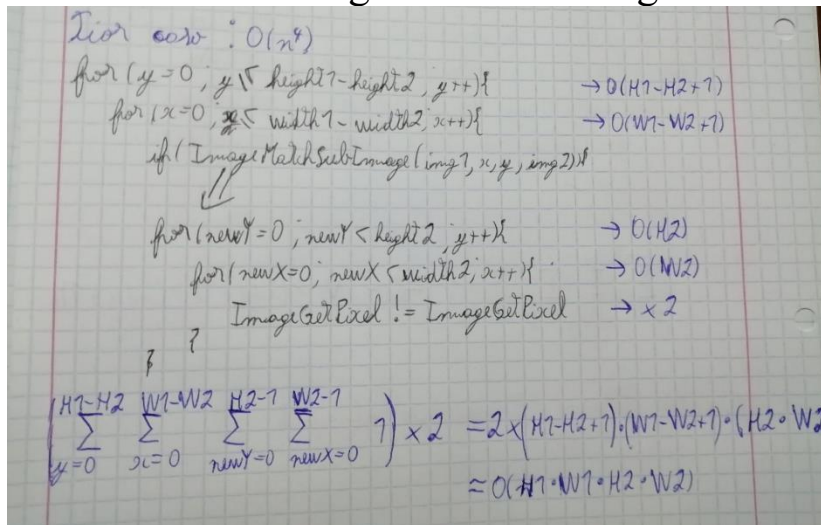 Pior caso : O(n⁴)
for (y=0; y≤ height1-height2, y++){ → O(H1-H2+1)
for (x=0; x≤ width1-width2; x++){ → O(W1-W2+1)
if( ImageMatchSubImage(img1, x, y, img2)){
for(newY=0; newY<height2; y++){ → O(H2)
for(newX=0; newX<width2; x++){ → O(W2)
ImageGetPixel != ImageGetPixel → ×2
}
}
(∑_{y=0}^{H1-H2} ∑_{x=0}^{W1-W2} ∑_{newY=0}^{H2-1} ∑_{newX=0}^{W2-1} 1) × 2 = 2×(H1-H2+1)·(W1-W2+1)·(H2·W2
≈ O(H1·W1·H2·W2)